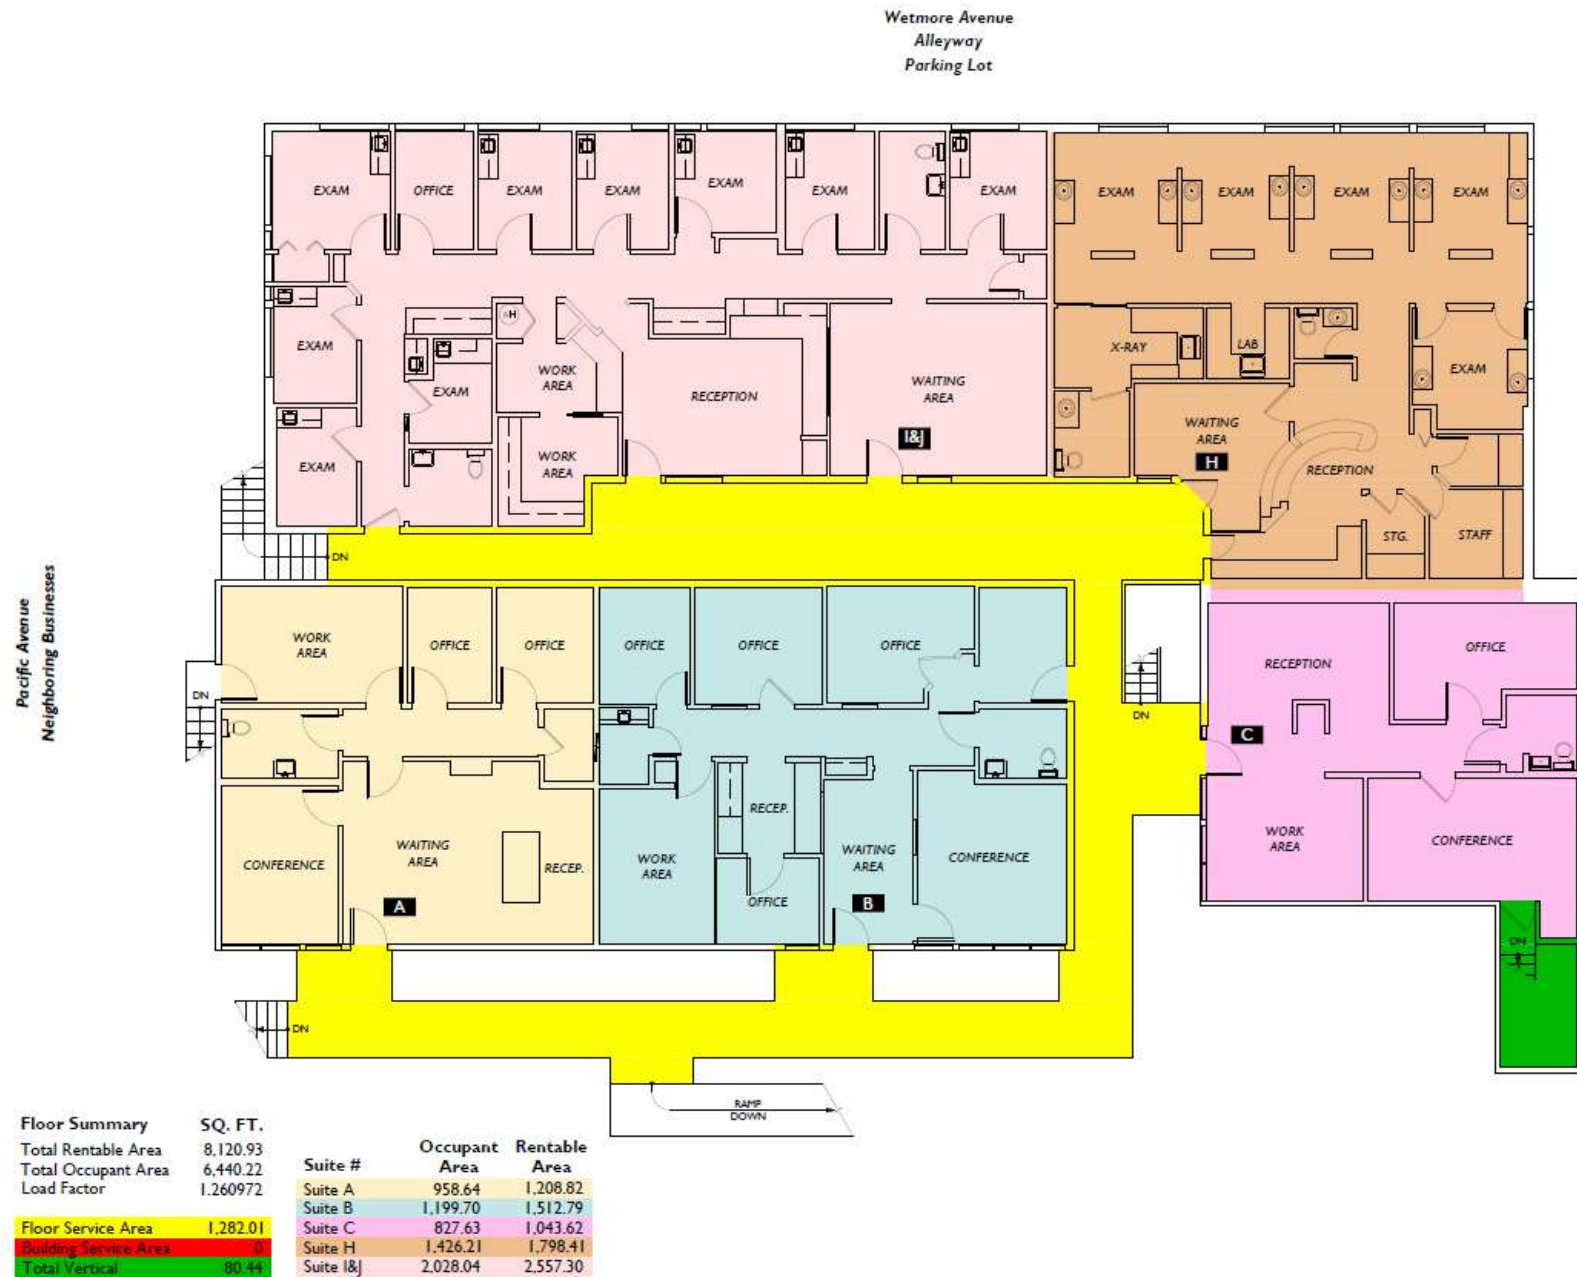 Wetmore Avenue
Alleyway
Parking Lot
EXAM
OFFICE
EXAM
EXAM
EXAM
EXAM
EXAM
EXAM
EXAM
EXAM
EXAM
EXAM
EXAM
EXAM
WORK
AREA
RECEPTION
WAITING
AREA
I&J
WORK
AREA
EXAM
X-RAY
LAB
EXAM
WAITING
AREA
H
RECEPTION
STG.
STAFF
DN
Pacific Avenue
Neighboring Businesses
WORK
AREA
OFFICE
OFFICE
OFFICE
OFFICE
OFFICE
RECEPTION
OFFICE
DN
DN
C
CONFERENCE
WAITING
AREA
RECEP.
A
WORK
AREA
RECEP.
OFFICE
WAITING
AREA
B
CONFERENCE
WORK
AREA
CONFERENCE
DN
DN
RAMP
DOWN
Floor Summary SQ. FT.
Total Rentable Area 8,120.93
Total Occupant Area 6,440.22
Load Factor 1.260972
Floor Service Area 1,282.01
Building Service Area 0
Total Vertical 80.44
Suite # Occupant Area Rentable Area
Suite A 958.64 1,208.82
Suite B 1,199.70 1,512.79
Suite C 827.63 1,043.62
Suite H 1,426.21 1,798.41
Suite I&J 2,028.04 2,557.30